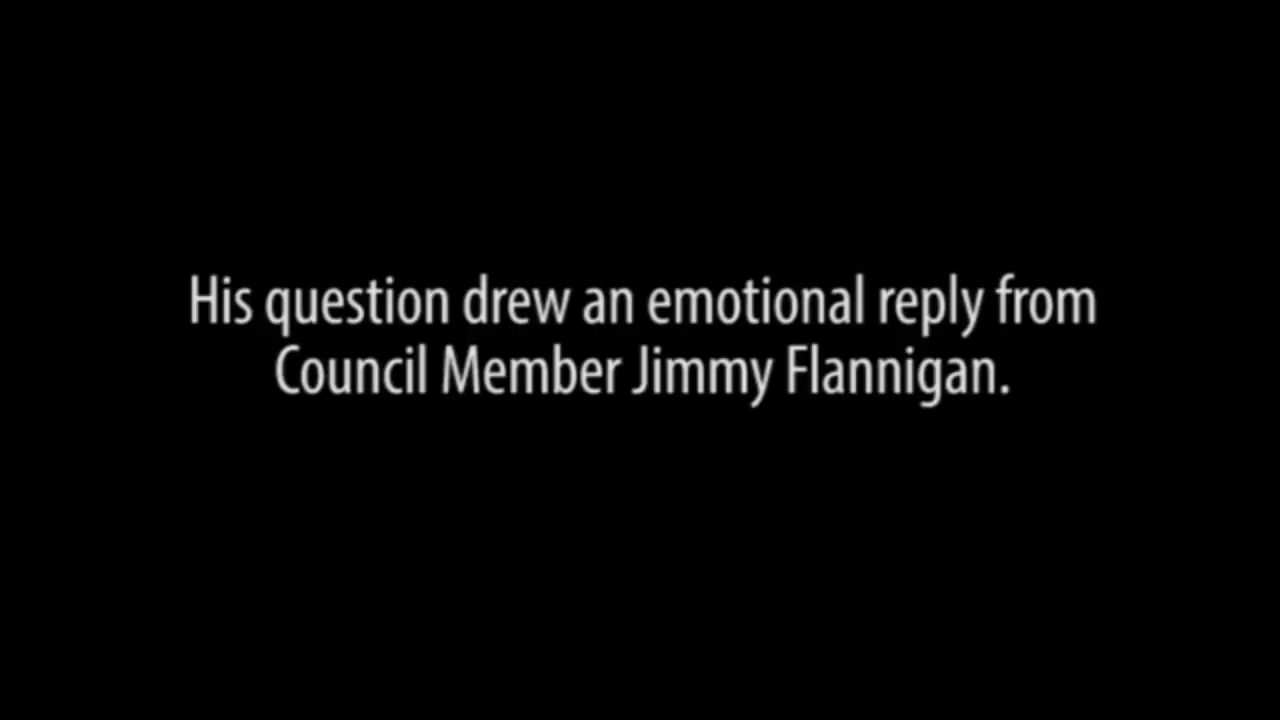 His question drew an emotional reply from
Council Member Jimmy Flannigan.